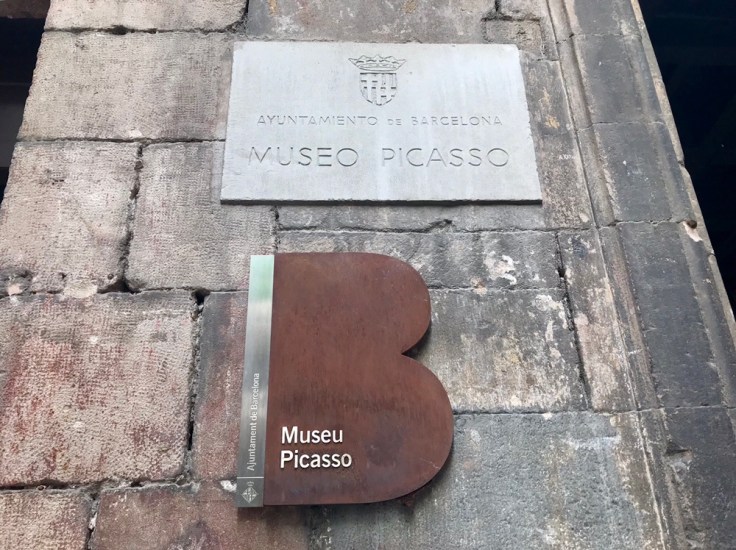 AYUNTAMIENTO DE BARCELONA
MUSEO PICASSO
Ajuntament de Barcelona
Museu
Picasso